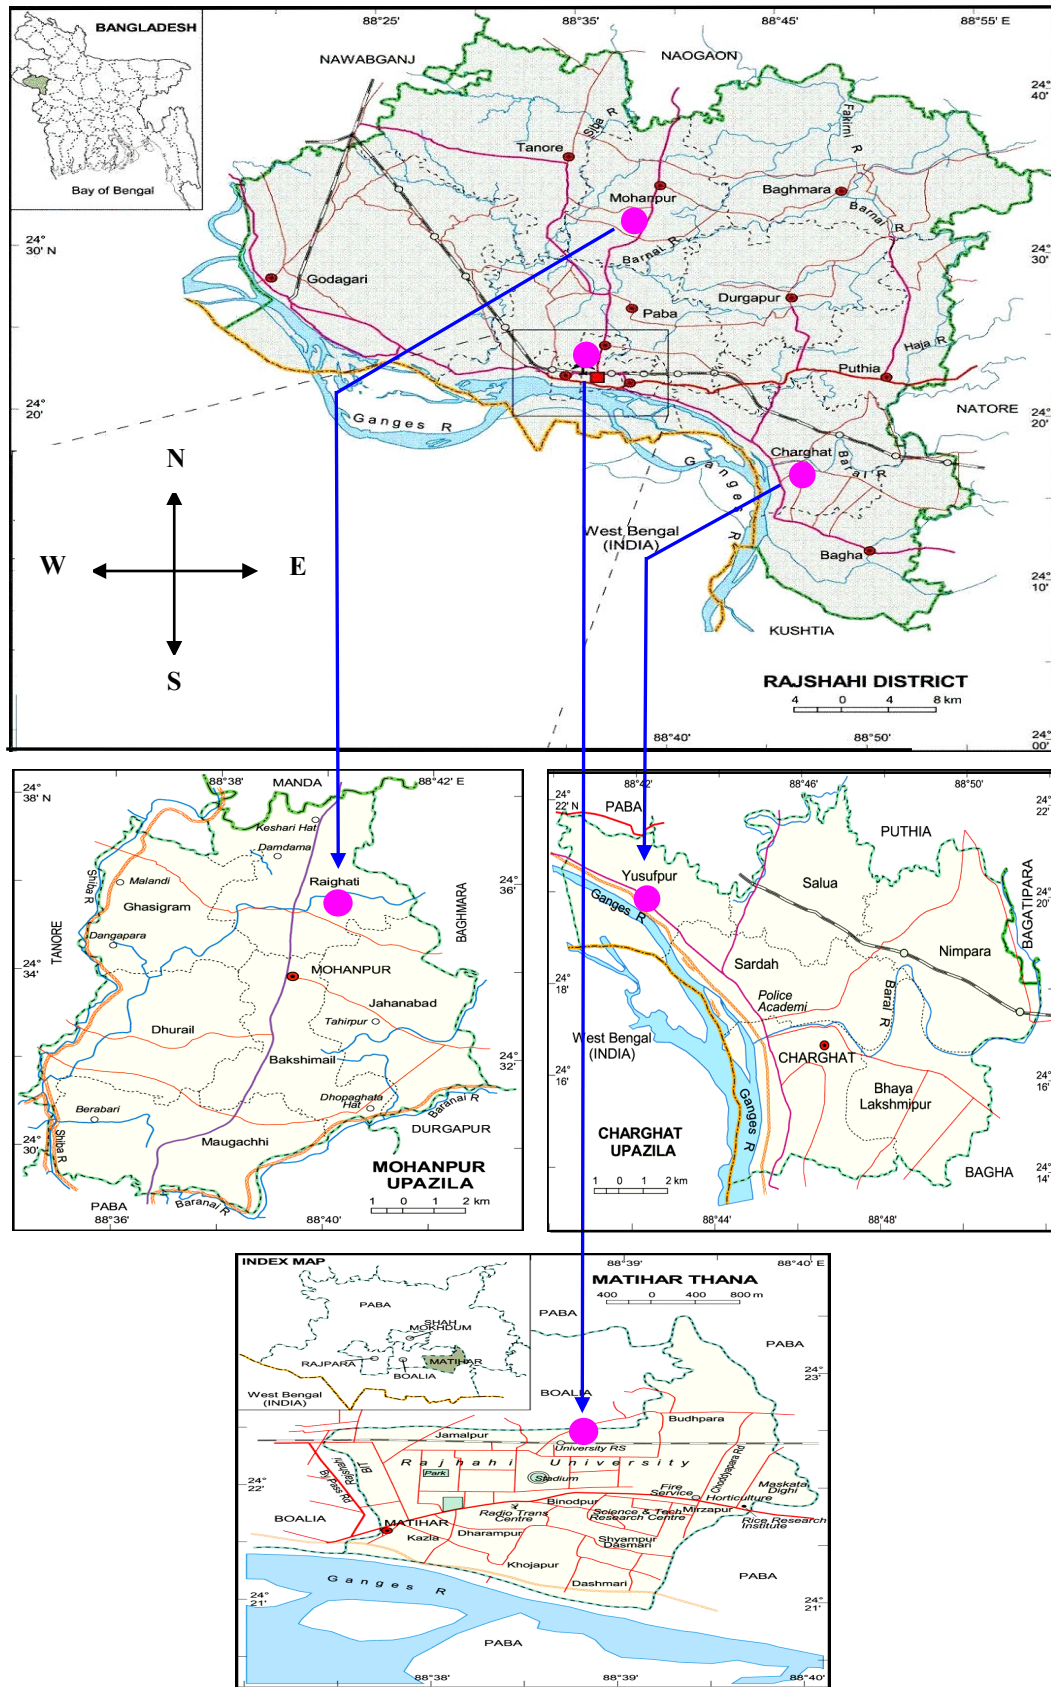 88°25'
88°35'
88°45'
88°55' E
BANGLADESH
Bay of Bengal
NAWABGANJ
NAOGAON
24°
40'
Siba R
Fakirni R
Tanore
Mohanpur
Baghmara
Barnai R
24°
30' N
24°
30'
Barnai R
Godagari
Durgapur
Paba
Haja R
Puthia
24°
20'
NATORE
24°
20'
Ganges R
Charghat
Baral R
Ganges R
N
West Bengal
(INDIA)
Bagha
W
E
24°
10'
KUSHTIA
S
RAJSHAHI DISTRICT
4 0 4 8 km
88°40'
88°50'
24°
00'
88°38'
MANDA
88°42' E
24°
38' N
Keshari Hat
Damdama
Raighati
Shiba R
Malandi
24°
36'
Ghasigram
TANORE
BAGHMARA
Dangapara
24°
34'
MOHANPUR
Jahanabad
Tahirpur
Dhurail
Bakshimail
24°
32'
Dhopaghata
Hat
Berabari
Baranai R
DURGAPUR
24°
30'
Shiba R
Maugachhi
MOHANPUR
UPAZILA
1 0 1 2 km
PABA
Baranai R
88°36'
88°40'
88°42'
88°46'
88°50'
24°
22' N
PABA
PUTHIA
Yusufpur
Salua
24°
20'
BAGATIPARA
Ganges R
Nimpara
Sardah
24°
18'
Police
Academi
Baral R
West Bengal
(INDIA)
CHARGHAT
24°
16'
24°
16'
Bhaya
Lakshmipur
Ganges R
CHARGHAT
UPAZILA
BAGHA
24°
14'
1 0 1 2 km
88°44'
88°48'
INDEX MAP
PABA
SHAH
MOKHDUM
RAJPARA
MATIHAR
BOALIA
West Bengal
(INDIA)
88°39'
88°40' E
MATIHAR THANA
400 0 400 800 m
PABA
PABA
24°
23'
BOALIA
Budhpara
Jamalpur
University RS
Rajhahi University
Park
Stadium
BIT Rajshahi
By Pass Rd
Choddyapara Rd
Maskata
Dighi
24°
22'
Fire
Service
Horticulture
Binodpur
Radio Trans
Centre
Science & Tech
Research Centre
Mirzapur
Rice Research
Institute
BOALIA
MATIHAR
Kazla
Dharampur
Shyampur
Dasmari
Khojapur
Dashmari
PABA
24°
21'
24°
21'
Ganges R
PABA
88°38'
88°39'
88°40'